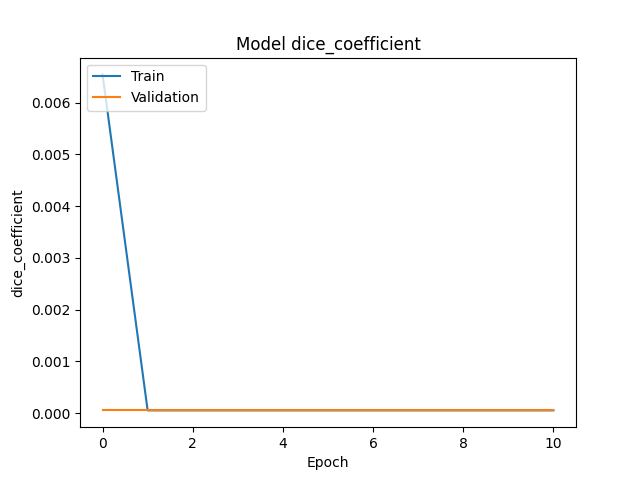 Model dice_coefficient
Train
Validation
0.006
0.005
0.004
0.003
0.002
0.001
0.000
dice_coefficient
0 2 4 6 8 10
Epoch